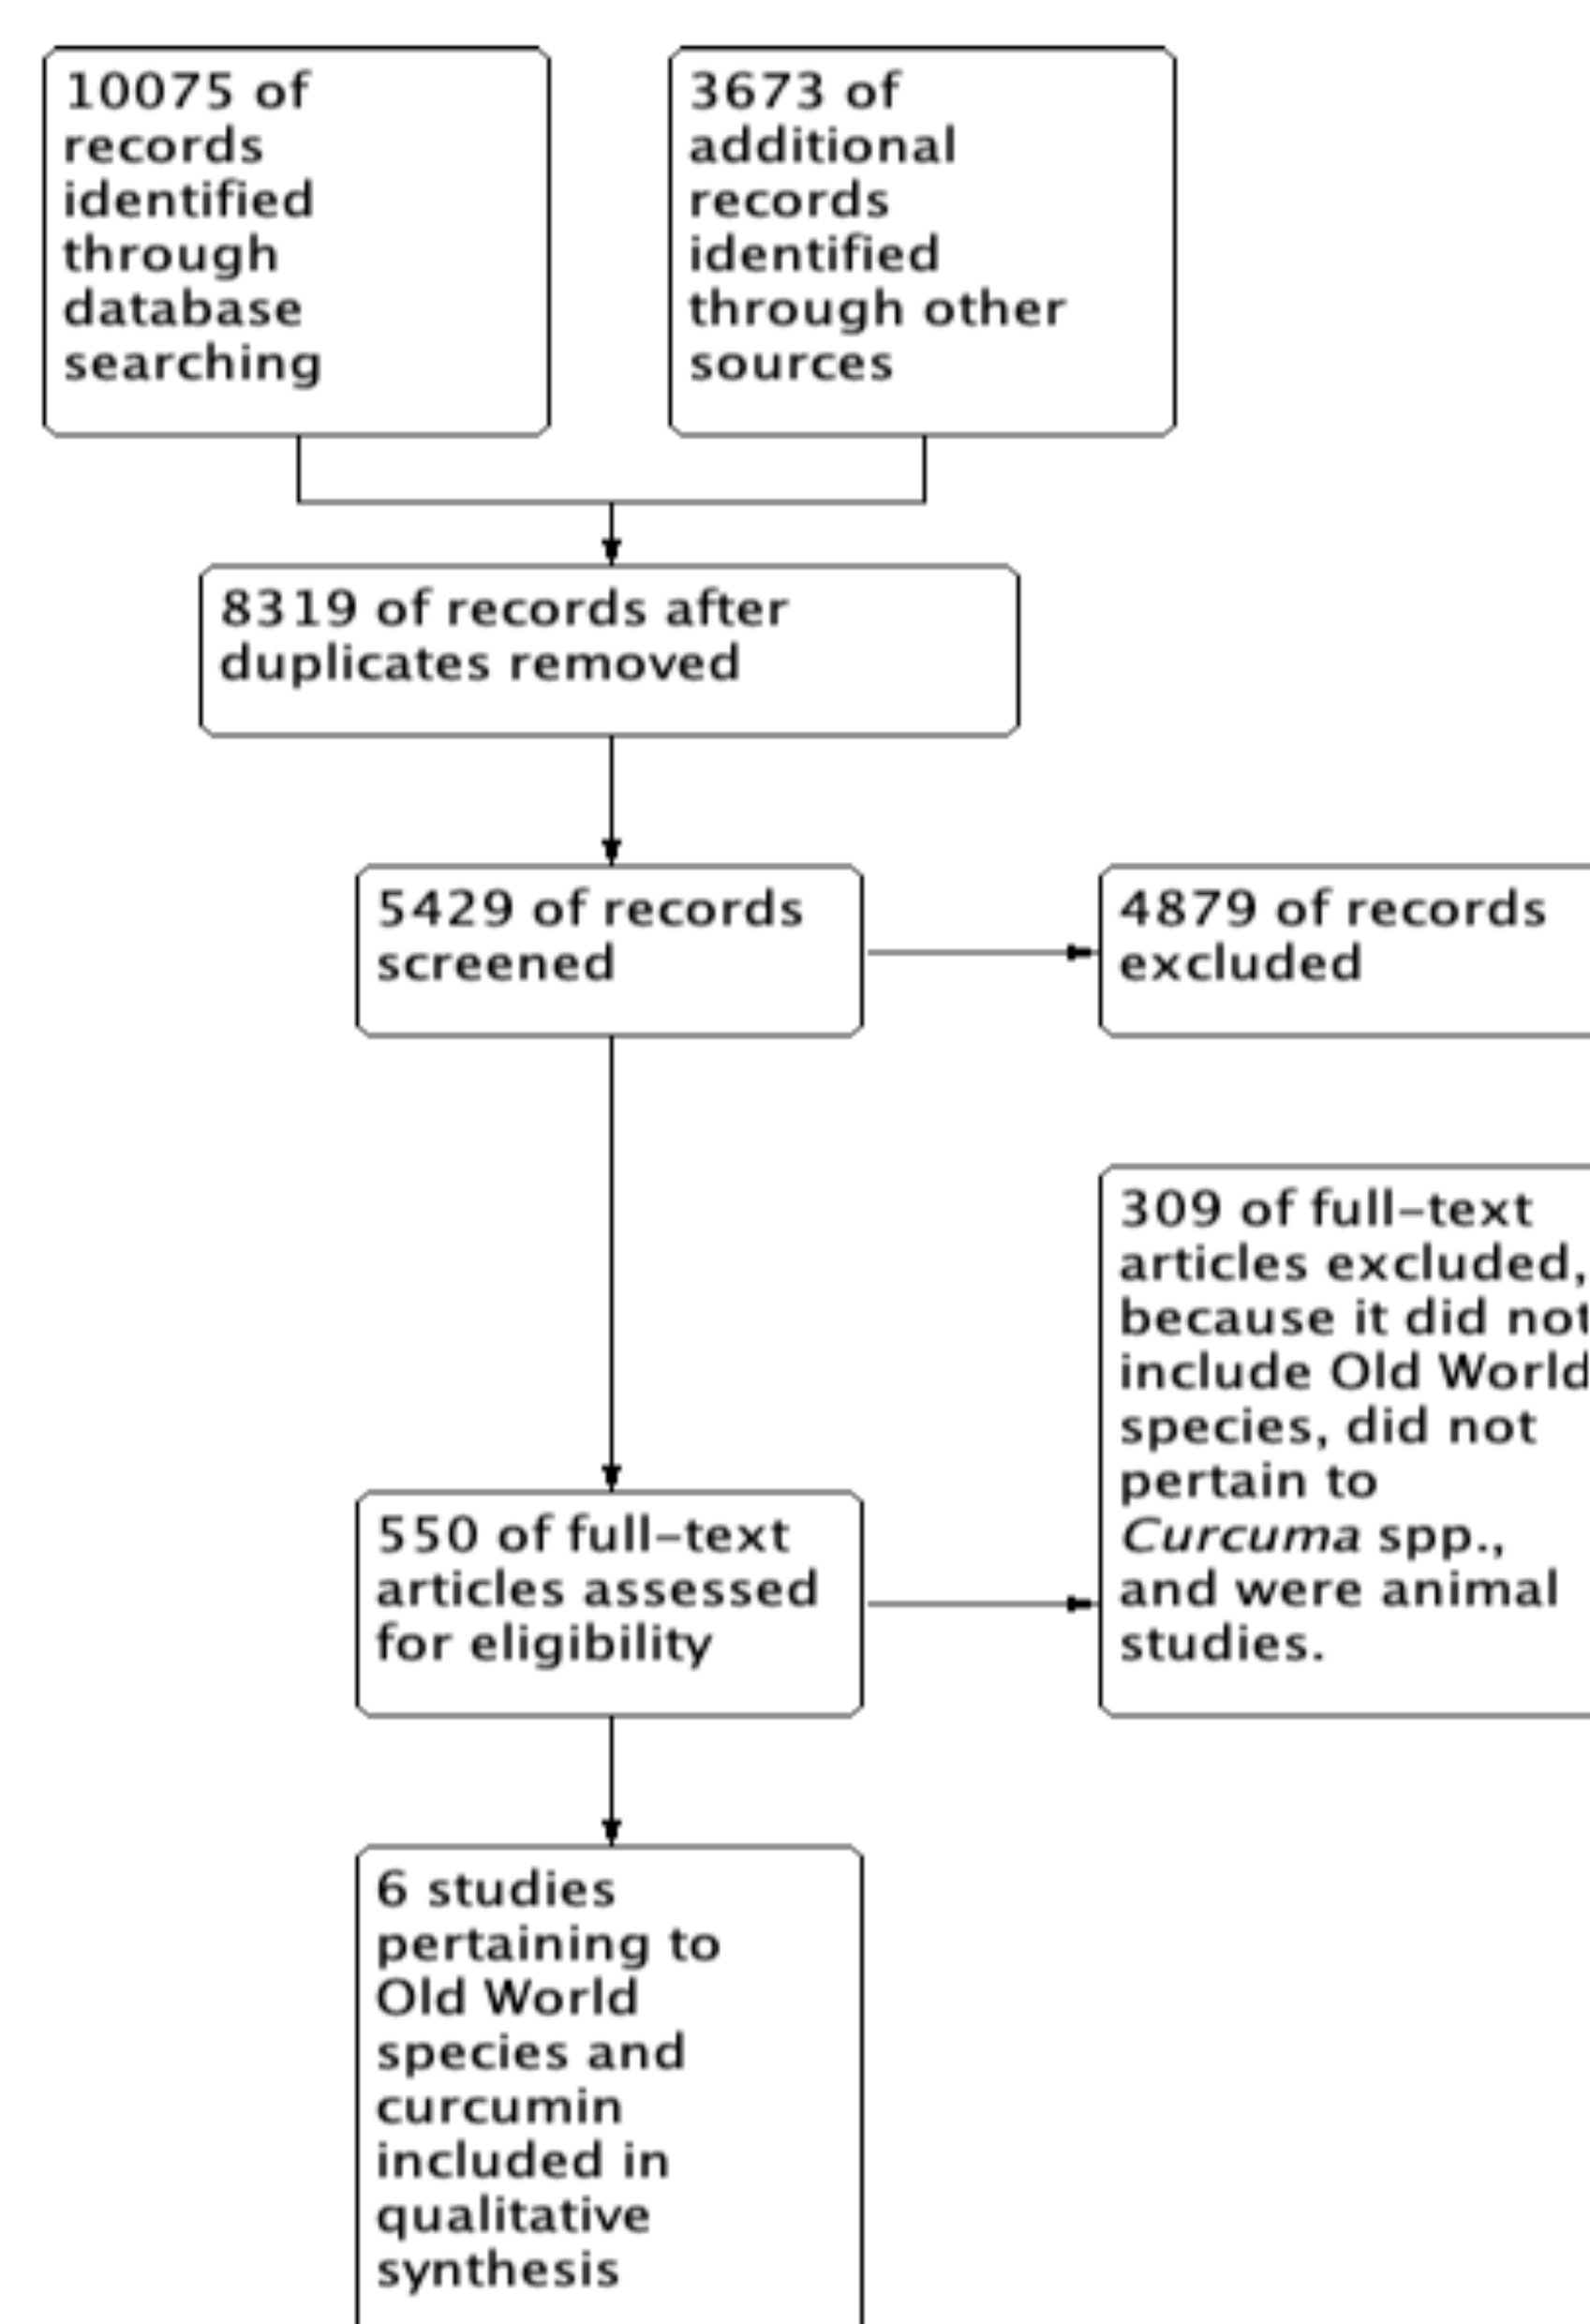 10075 of
records
identified
through
database
searching
3673 of
additional
records
identified
through other
sources
8319 of records after
duplicates removed
5429 of records
screened
4879 of records
excluded
309 of full-text
articles excluded,
because it did not
include Old World
species, did not
pertain to
Curcuma spp.,
and were animal
studies.
550 of full-text
articles assessed
for eligibility
6 studies
pertaining to
Old World
species and
curcumin
included in
qualitative
synthesis